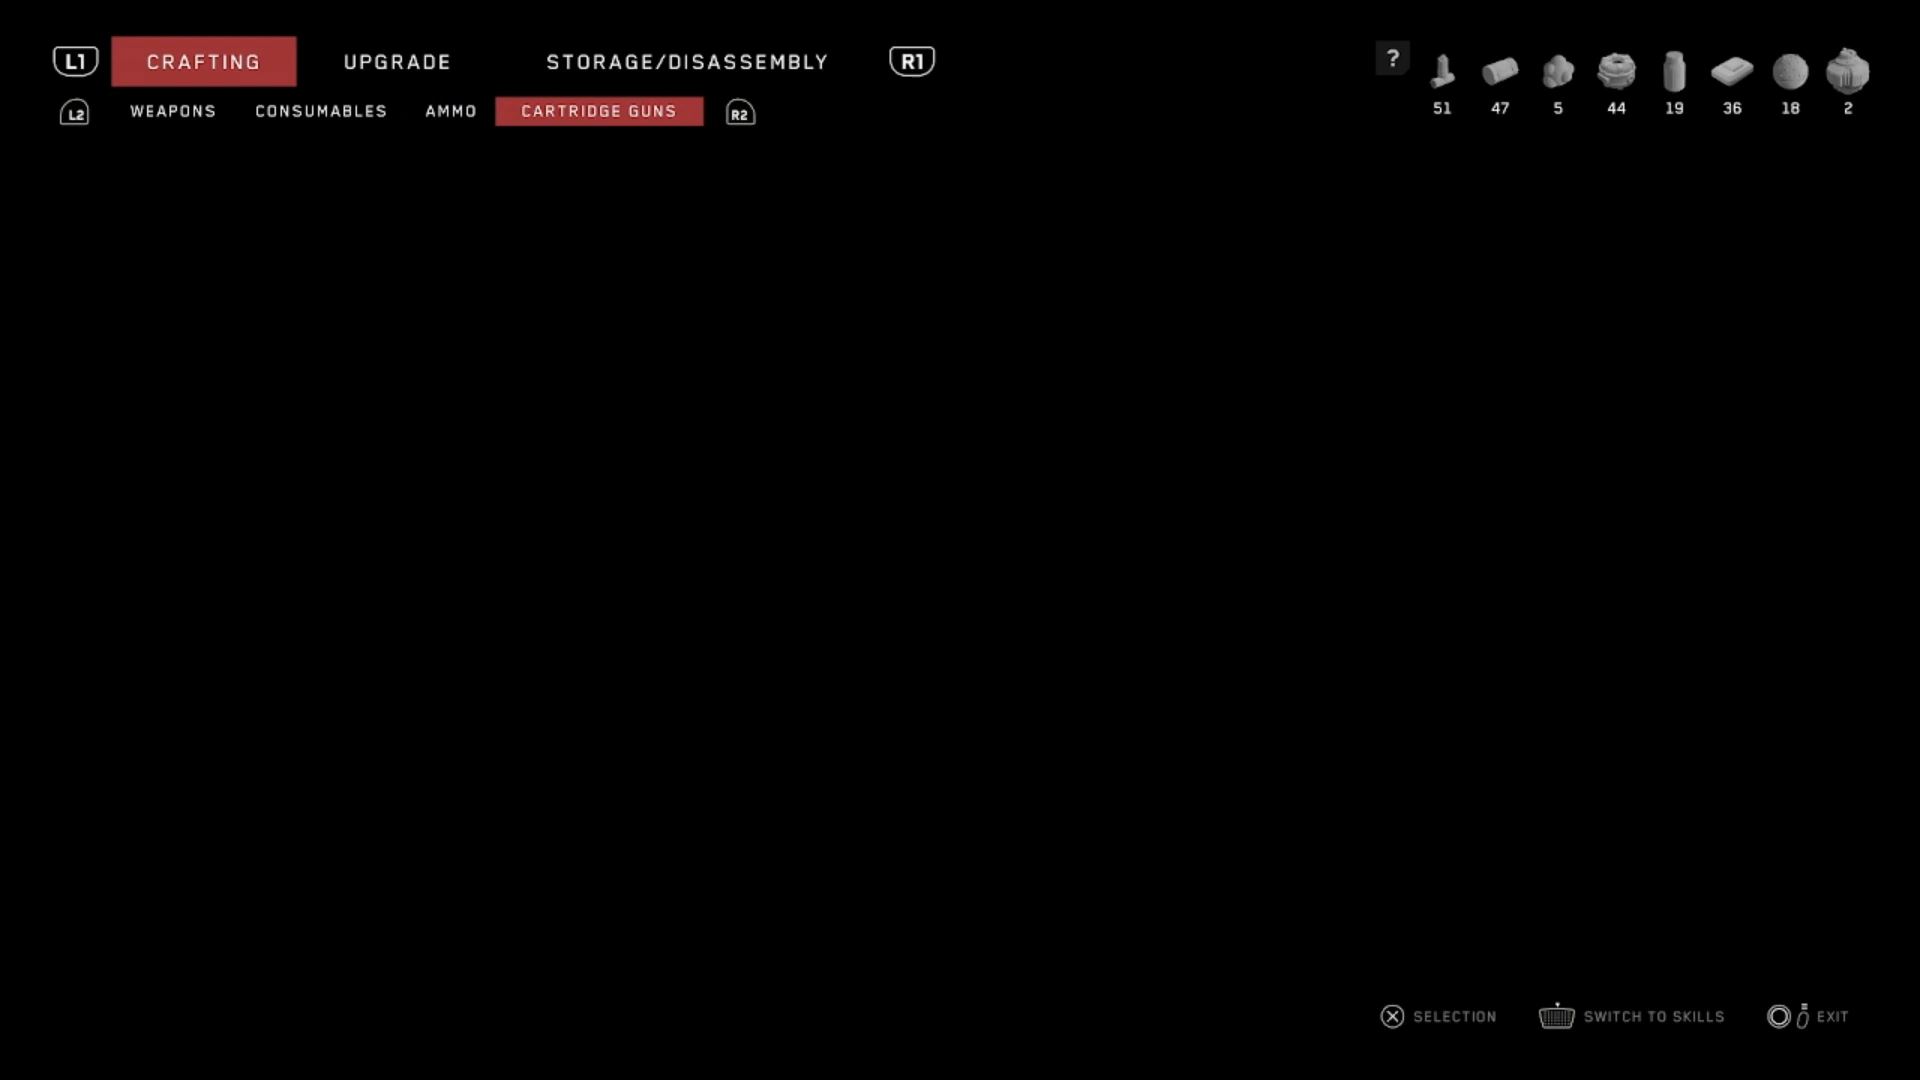 L1 CRAFTING UPGRADE STORAGE/DISASSEMBLY R1 ?
L2 WEAPONS CONSUMABLES AMMO CARTRIDGE GUNS R2
51 47 5 44 19 36 18 2
SELECTION SWITCH TO SKILLS EXIT